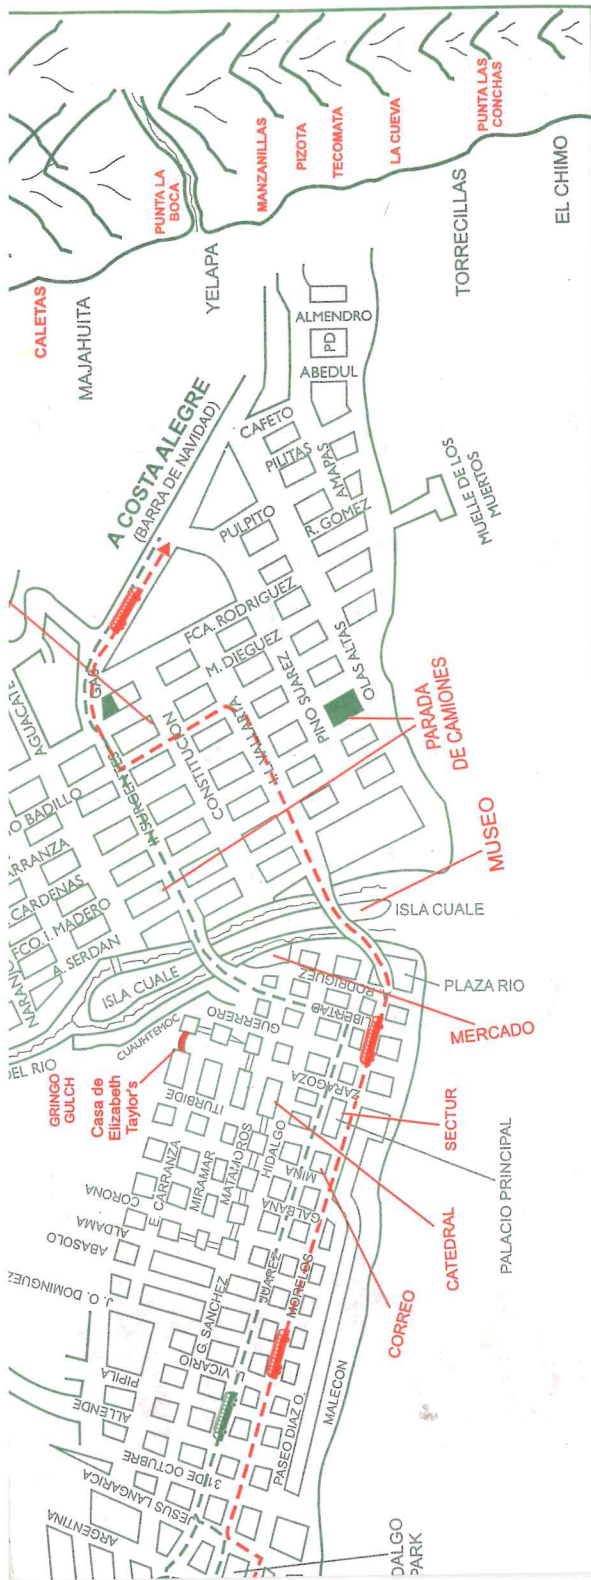 CALETAS
MAJAHUITA
PUNTA LA
BOCA
YELAPA
MANZANILLAS
PIZOTA
TECOMATA
LA CUEVA
PUNTA LAS
CONCHAS
TORRECILLAS
EL CHIMO
A COSTA ALEGRE
(BARRA DE NAVIDAD)
ALMENDRO
PD
ABEDUL
CAFETO
PILITAS
AMAPAS
PULPITO
R. GOMEZ
MUELLE DE LOS
MUERTOS
FCA. RODRIGUEZ
M. DIEGUEZ
OLAS ALTAS
PINO SUAREZ
GAS
AGUACATE
CONSTITUCION
I.L. VALLARTA
INSURGENTES
PARADA
DE CAMIONES
O BADILLO
ARRANZA
CARDENAS
FCO. I. MADERO
A. SERDAN
NARANJO
MUSEO
ISLA CUALE
ISLA CUALE
PLAZA RIO
RODRIGUEZ
MERCADO
LIBERTAD
GUERRERO
CUAUHTEMOC
DEL RIO
GRINGO
GULCH
Casa de
Elizabeth
Taylor's
ZARAGOZA
ITURBIDE
SECTUR
PALACIO PRINCIPAL
HIDALGO
MINA
CATEDRAL
MATAMOROS
MIRAMAR
CARRANZA
CORONA
GALEANA
CORREO
ALDAMA
E
ABASOLO
J. O. DOMINGUEZ
JUAREZ
MORELOS
G. SANCHEZ
L. VICARIO
PIPILA
ALLENDE
PASEO DIAZ O.
MALECON
31 DE OCTUBRE
JESUS LANGARICA
ARGENTINA
DALGO
PARK